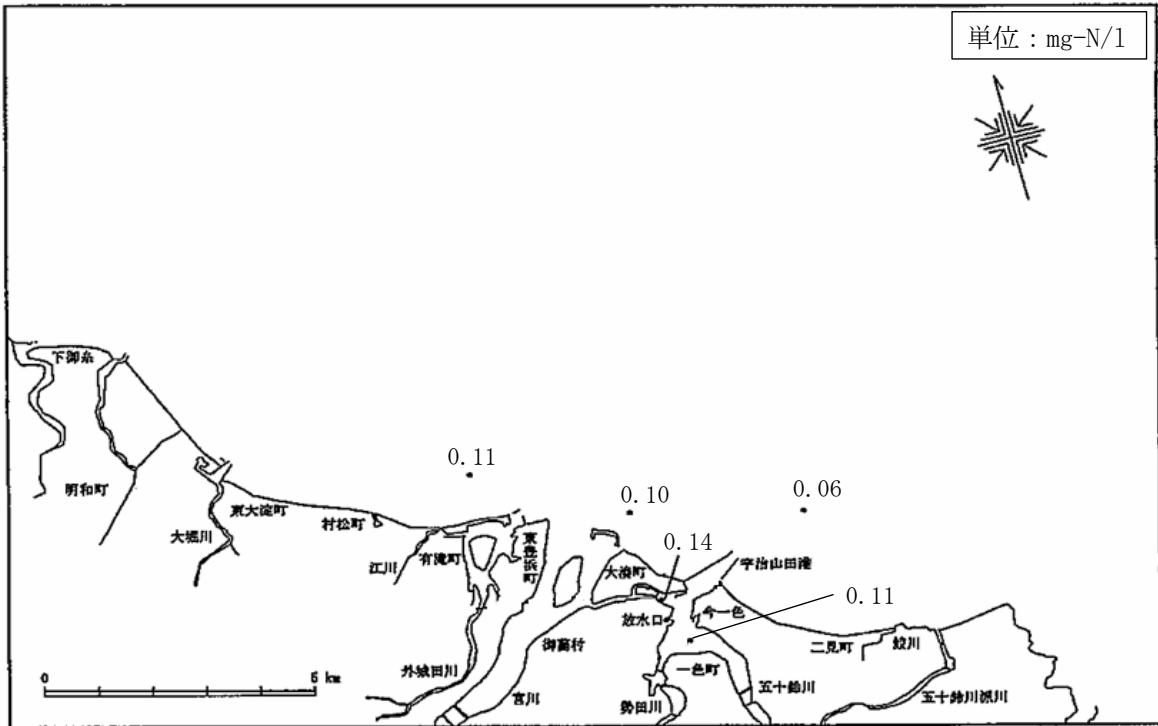 単位：mg-N/l
下御糸
0.11
0.10
0.06
明和町
東大淀町
村松町
大堀川
江川
有滝町
東豊浜町
大湊町
0.14
宇治山田港
今一色
0.11
放水口
御薗村
二見町
鮫川
外城田川
宮川
一色町
勢田川
五十鈴川
五十鈴川派川
0
5 km